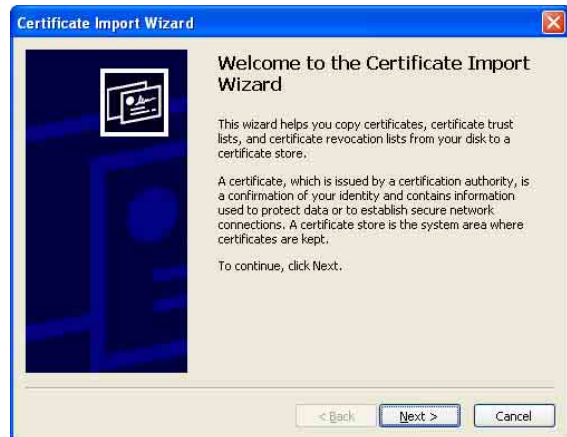 Certificate Import Wizard
Welcome to the Certificate Import
Wizard
This wizard helps you copy certificates, certificate trust
lists, and certificate revocation lists from your disk to a
certificate store.
A certificate, which is issued by a certification authority, is
a confirmation of your identity and contains information
used to protect data or to establish secure network
connections. A certificate store is the system area where
certificates are kept.
To continue, click Next.
< Back Next > Cancel